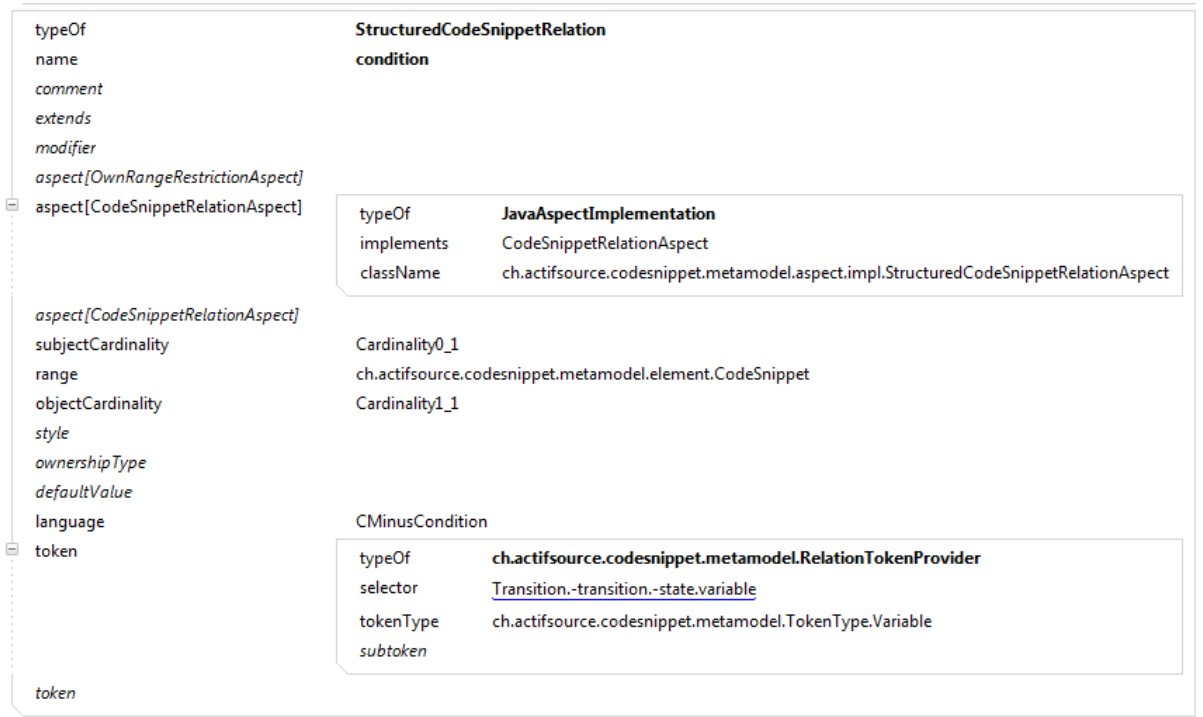 typeOf StructuredCodeSnippetRelation
name condition
comment
extends
modifier
aspect[OwnRangeRestrictionAspect]
aspect[CodeSnippetRelationAspect]
typeOf JavaAspectImplementation
implements CodeSnippetRelationAspect
className ch.actifsource.codesnippet.metamodel.aspect.impl.StructuredCodeSnippetRelationAspect
aspect[CodeSnippetRelationAspect]
subjectCardinality Cardinality0_1
range ch.actifsource.codesnippet.metamodel.element.CodeSnippet
objectCardinality Cardinality1_1
style
ownershipType
defaultValue
language CMinusCondition
token
typeOf ch.actifsource.codesnippet.metamodel.RelationTokenProvider
selector Transition.-transition.-state.variable
tokenType ch.actifsource.codesnippet.metamodel.TokenType.Variable
subtoken
token